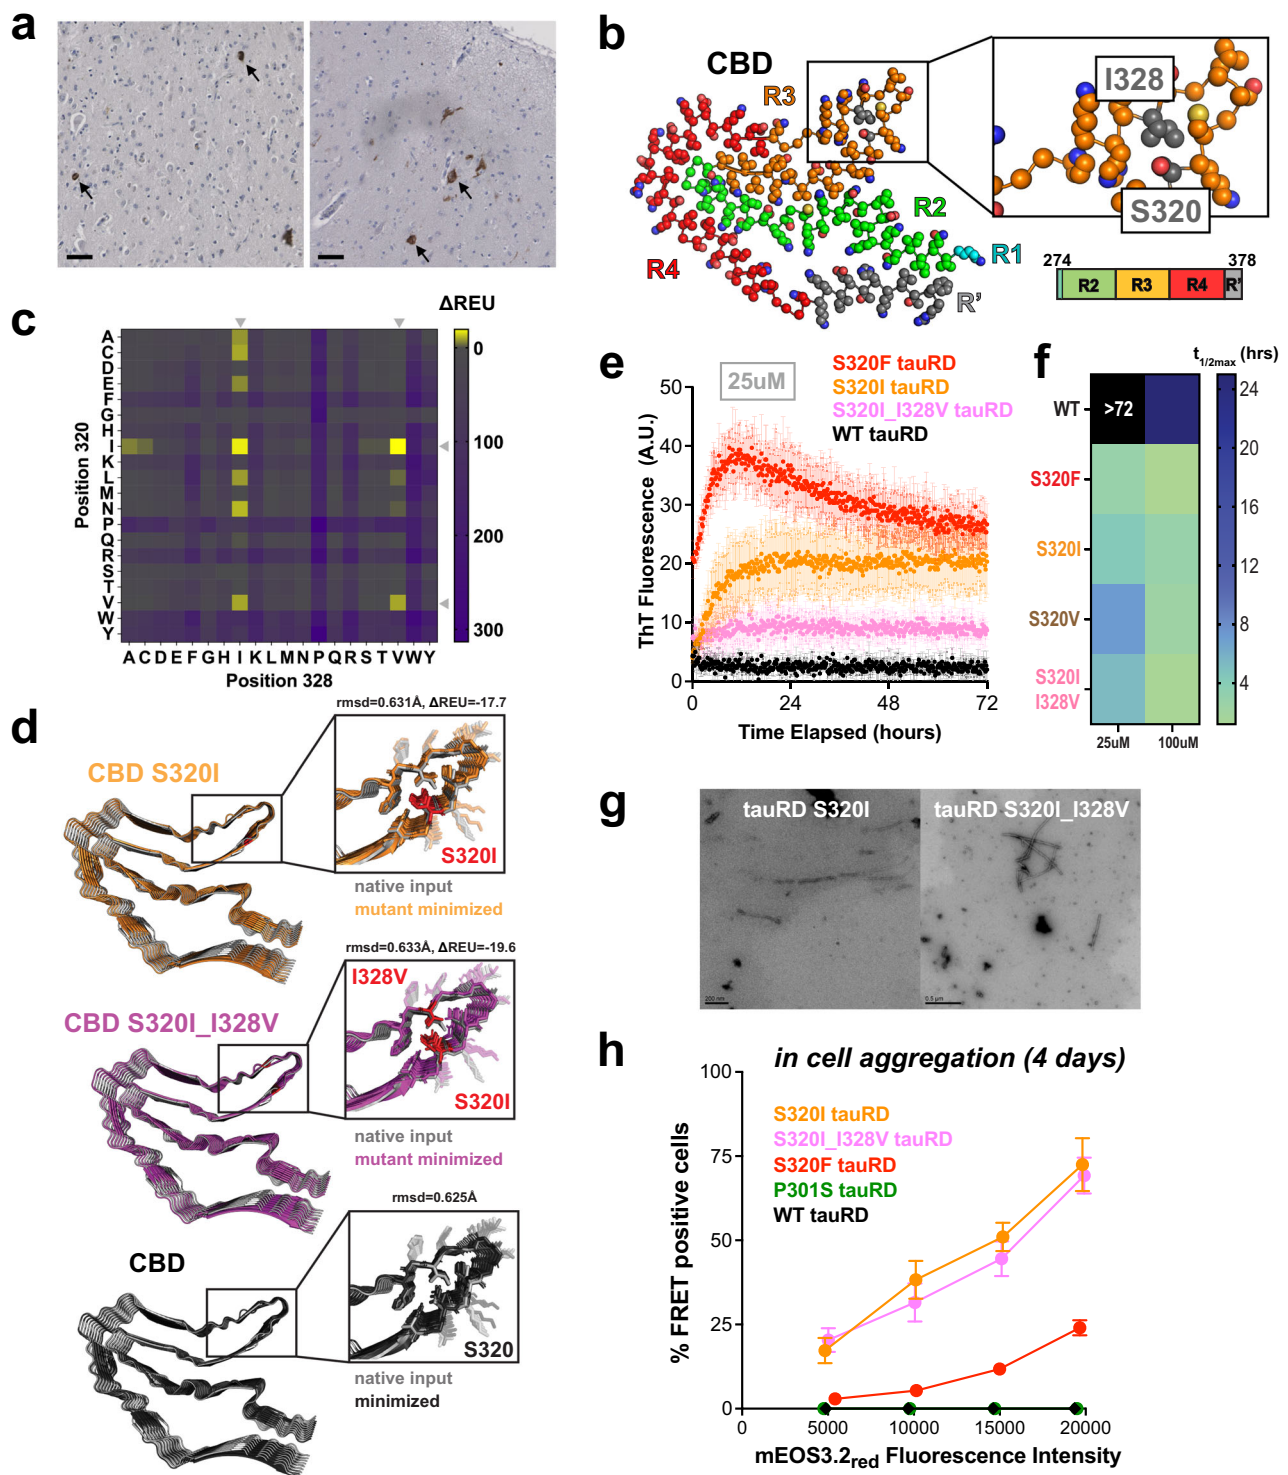 a
b
CBD
R3
R2
R1
R4
R4
R'
I328
S320
274
378
R2
R3
R4
R'
c
ΔREU
0
100
200
300
Position 320
A
C
D
E
F
G
H
I
K
L
M
N
P
Q
R
S
T
V
W
Y
A C D E F G H I K L M N P Q R S T V W Y
Position 328
d
CBD S320I
rmsd=0.631Å, ΔREU=-17.7
S320I
native input
mutant minimized
CBD S320I_I328V
rmsd=0.633Å, ΔREU=-19.6
I328V
S320I
native input
mutant minimized
CBD
rmsd=0.625Å
S320
native input
minimized
e
25uM
S320F tauRD
S320I tauRD
S320I_I328V tauRD
WT tauRD
ThT Fluorescence (A.U.)
50
40
30
20
10
0
0
24
48
72
Time Elapsed (hours)
f
t1/2max (hrs)
WT
>72
S320F
S320I
S320V
S320I
I328V
25uM
100uM
24
20
16
12
8
4
g
tauRD S320I
tauRD S320I_I328V
200 nm
0.5 µm
h
in cell aggregation (4 days)
S320I tauRD
S320I_I328V tauRD
S320F tauRD
P301S tauRD
WT tauRD
% FRET positive cells
100
75
50
25
0
0
5000
10000
15000
20000
mEOS3.2red Fluorescence Intensity